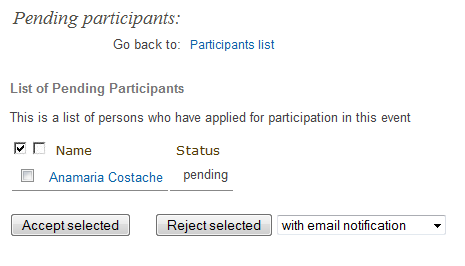 Pending participants:
Go back to: Participants list
List of Pending Participants
This is a list of persons who have applied for participation in this event
Name Status
Anamaria Costache pending
Accept selected Reject selected with email notification